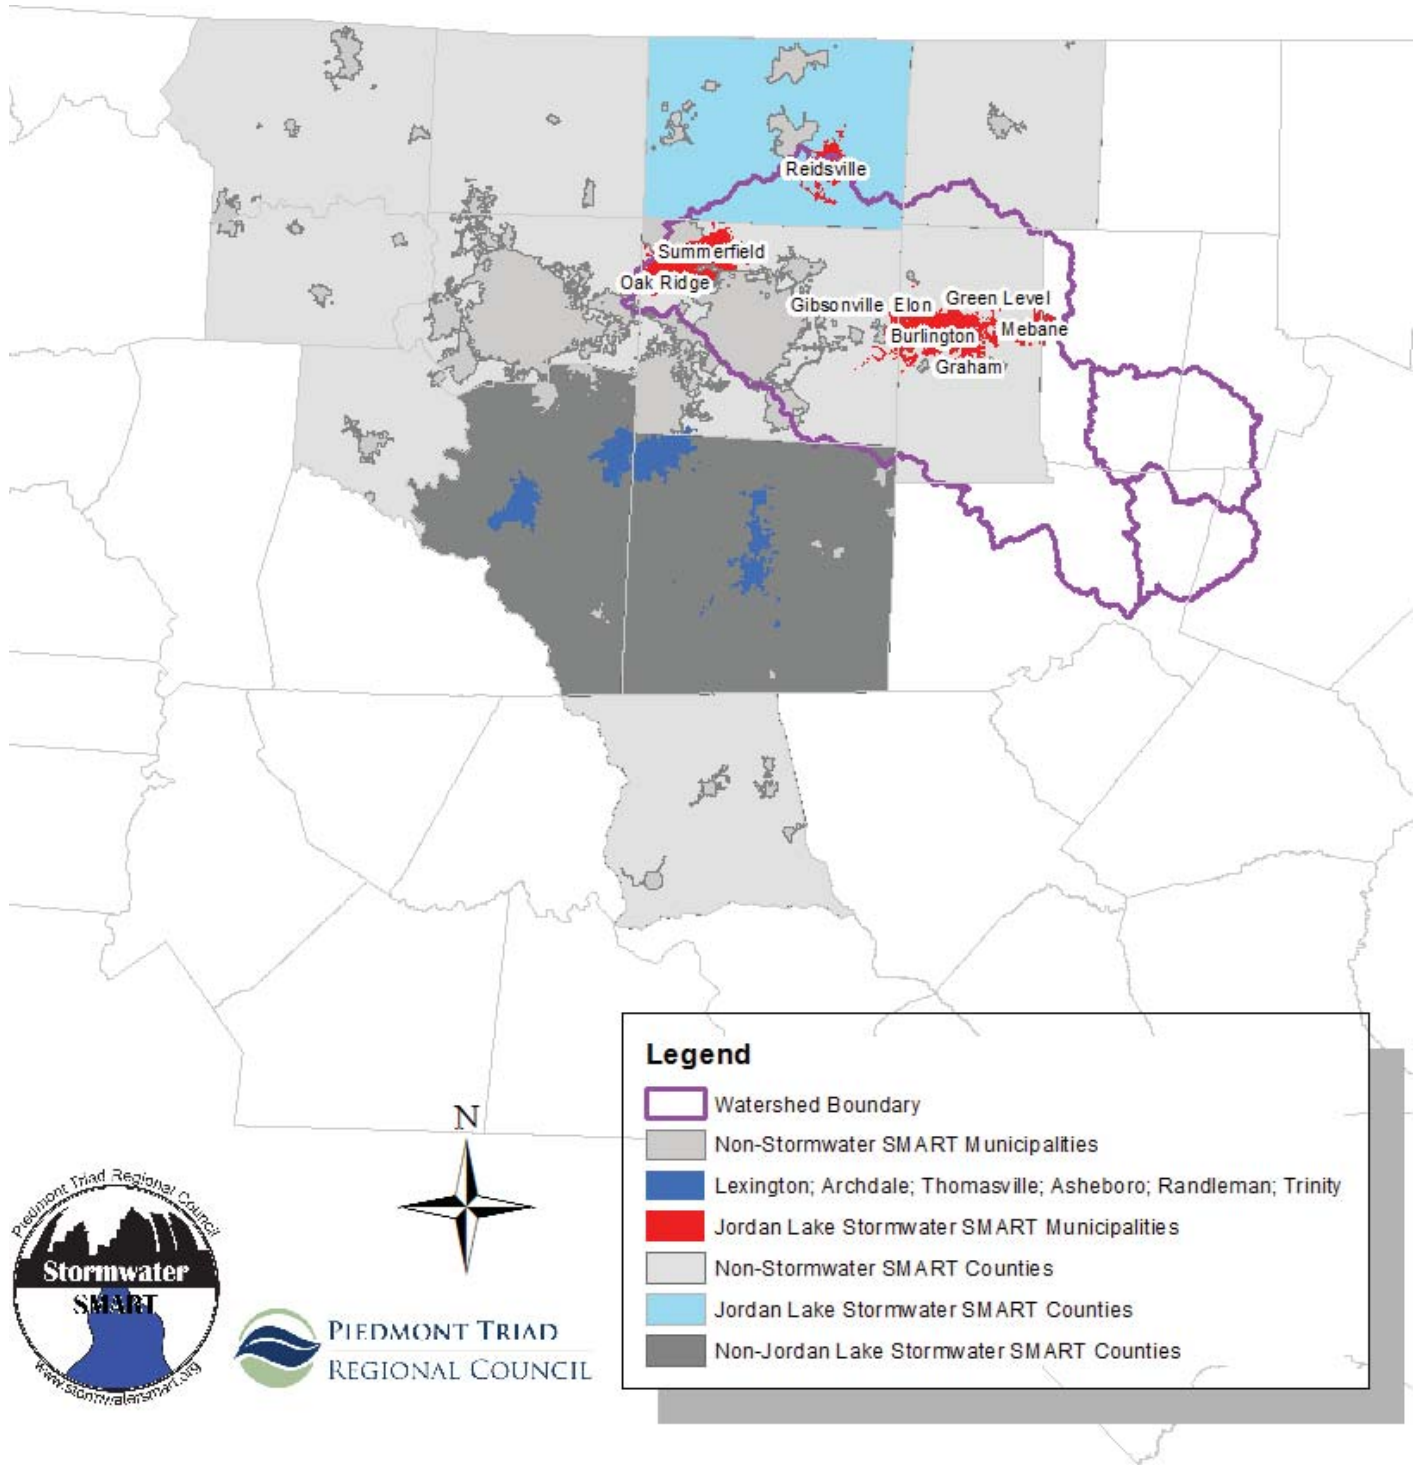 Reidsville
Summerfield
Oak Ridge
Gibsonville
Elon
Green Level
Burlington
Mebane
Graham
Legend
Watershed Boundary
Non-Stormwater SMART Municipalities
Lexington; Archdale; Thomasville; Asheboro; Randleman; Trinity
Jordan Lake Stormwater SMART Municipalities
Non-Stormwater SMART Counties
Jordan Lake Stormwater SMART Counties
Non-Jordan Lake Stormwater SMART Counties
N
Piedmont Triad Regional Council
Stormwater
SMART
www.stormwatersmart.org
PIEDMONT TRIAD
REGIONAL COUNCIL